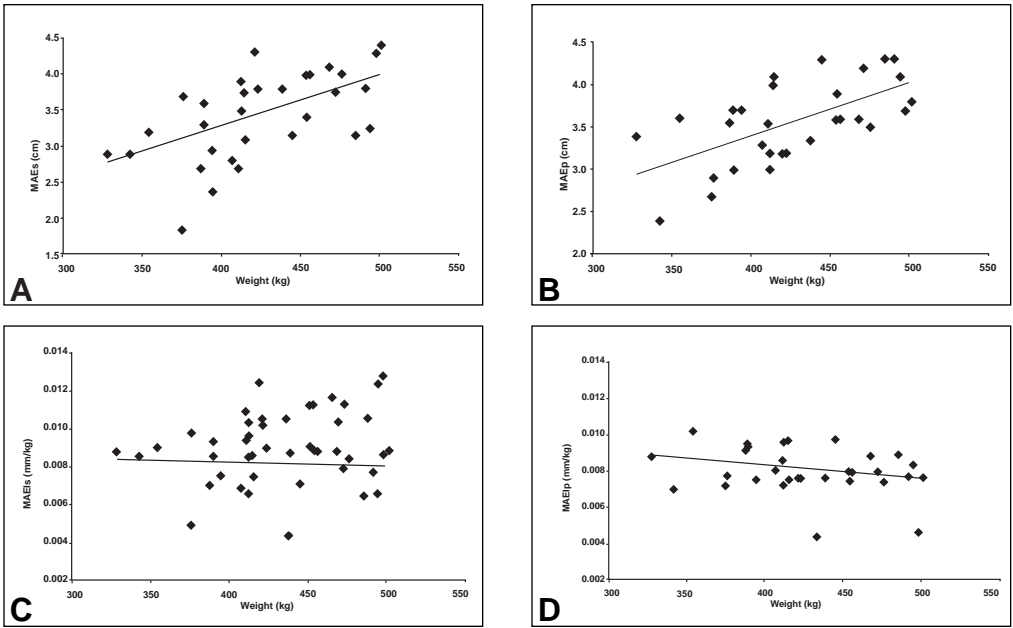 4.5
4.0
3.5
3.0
2.5
2.0
1.5
MAEs (cm)
300 350 400 450 500 550
Weight (kg)
A
4.5
4.0
3.5
3.0
2.5
2.0
MAEp (cm)
300 350 400 450 500 550
Weight (kg)
B
0.014
0.012
0.010
0.008
0.006
0.004
0.002
MAEIs (mm/kg)
300 350 400 450 500 550
Weight (kg)
C
0.014
0.012
0.010
0.008
0.006
0.004
0.002
MAEIp (mm/kg)
300 350 400 450 500 550
Weight (kg)
D